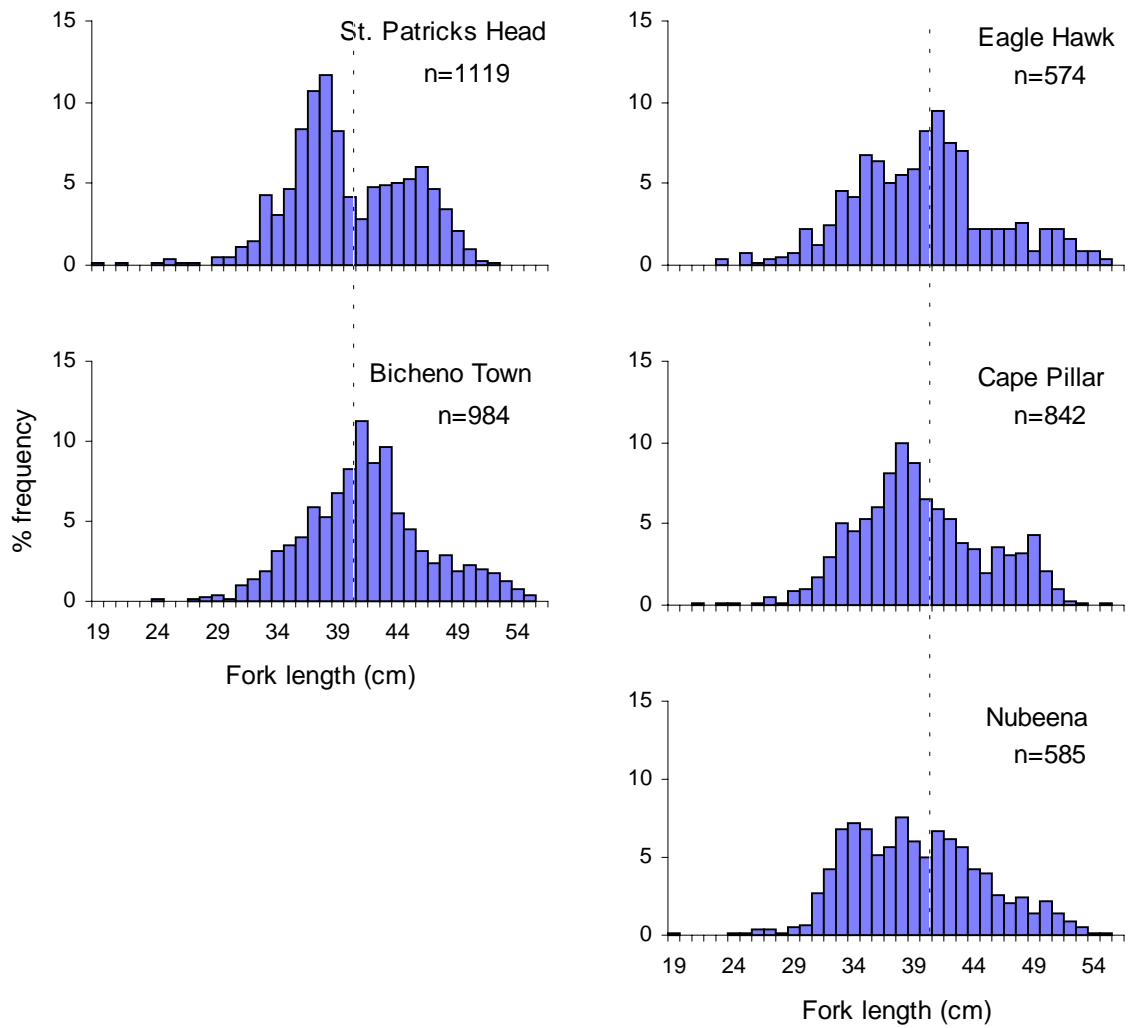 St. Patricks Head
n=1119
15
10
5
0
Eagle Hawk
n=574
15
10
5
0
Bicheno Town
n=984
15
10
5
0
19 24 29 34 39 44 49 54
Fork length (cm)
% frequency
Cape Pillar
n=842
15
10
5
0
Nubeena
n=585
15
10
5
0
19 24 29 34 39 44 49 54
Fork length (cm)